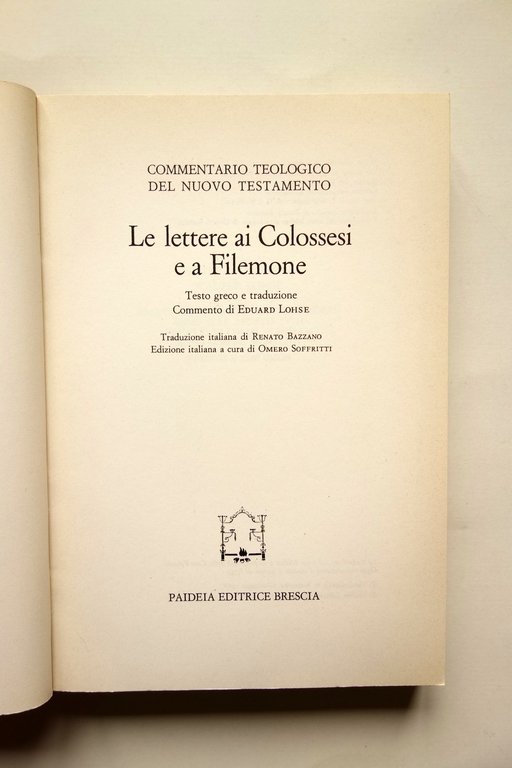 COMMENTARIO TEOLOGICO
DEL NUOVO TESTAMENTO
Le lettere ai Colossesi
e a Filemone
Testo greco e traduzione
Commento di EDUARD LOHSE
Traduzione italiana di RENATO BAZZANO
Edizione italiana a cura di OMERO SOFFRITTI
PAIDEIA EDITRICE BRESCIA